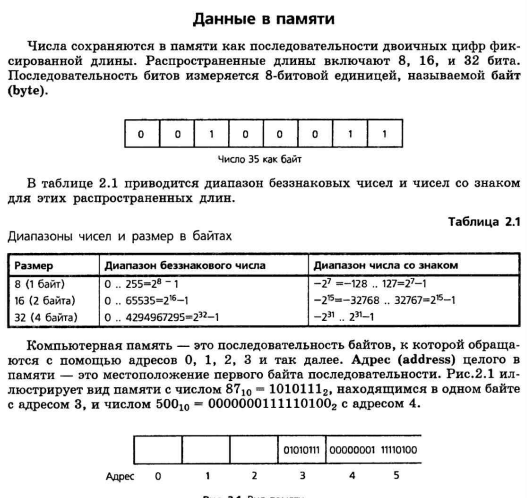 Данные в памяти
Числа сохраняются в памяти как последовательности двоичных цифр фик-
сированной длины. Распространенные длины включают 8, 16, и 32 бита.
Последовательность битов измеряется 8-битовой единицей, называемой байт
(byte).
0 0 1 0 0 0 1 1
Число 35 как байт
В таблице 2.1 приводится диапазон беззнаковых чисел и чисел со знаком
для этих распространенных длин.
Таблица 2.1
Диапазоны чисел и размер в байтах
Размер Диапазон беззнакового числа Диапазон числа со знаком
8 (1 байт) 0 .. 255=2⁸ – 1 –2⁷ =–128 .. 127=2⁷–1
16 (2 байта) 0 .. 65535=2¹⁶–1 –2¹⁵=–32768 .. 32767=2¹⁵–1
32 (4 байта) 0 .. 4294967295=2³²–1 –2³¹ .. 2³¹–1
Компьютерная память — это последовательность байтов, к которой обраща-
ются с помощью адресов 0, 1, 2, 3 и так далее. Адрес (address) целого в
памяти — это местоположение первого байта последовательности. Рис.2.1 ил-
люстрирует вид памяти с числом 87₁₀ = 1010111₂, находящимся в одном байте
с адресом 3, и числом 500₁₀ = 0000000111110100₂ с адресом 4.
01010111 00000001 11110100
Адрес 0 1 2 3 4 5